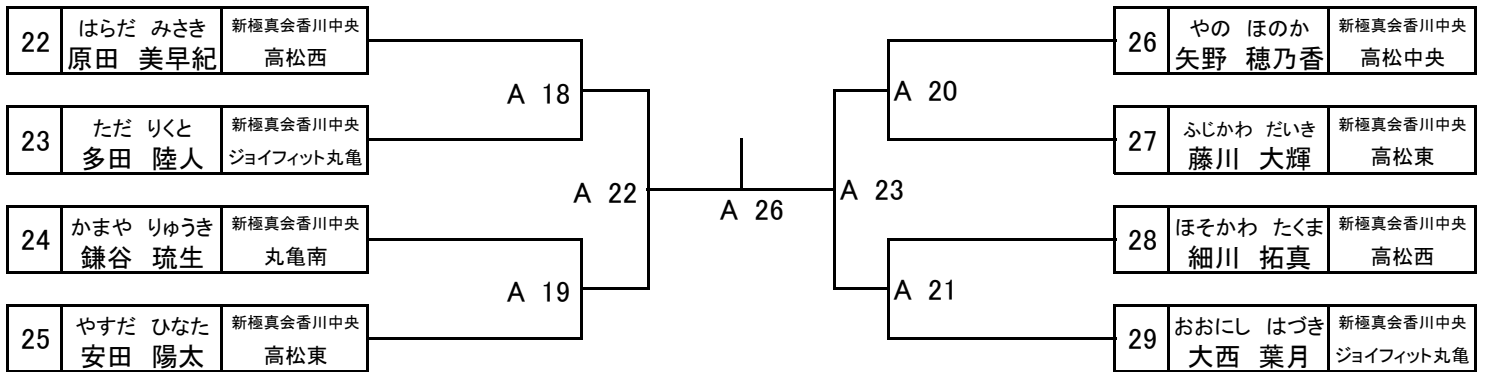 22
はらだ みさき
原田 美早紀
新極真会香川中央
高松西
23
ただ りくと
多田 陸人
新極真会香川中央
ジョイフィット丸亀
24
かまや りゅうき
鎌谷 琉生
新極真会香川中央
丸亀南
25
やすだ ひなた
安田 陽太
新極真会香川中央
高松東
A 18
A 19
A 22
A 26
A 23
A 20
A 21
26
やの ほのか
矢野 穂乃香
新極真会香川中央
高松中央
27
ふじかわ だいき
藤川 大輝
新極真会香川中央
高松東
28
ほそかわ たくま
細川 拓真
新極真会香川中央
高松西
29
おおにし はづき
大西 葉月
新極真会香川中央
ジョイフィット丸亀